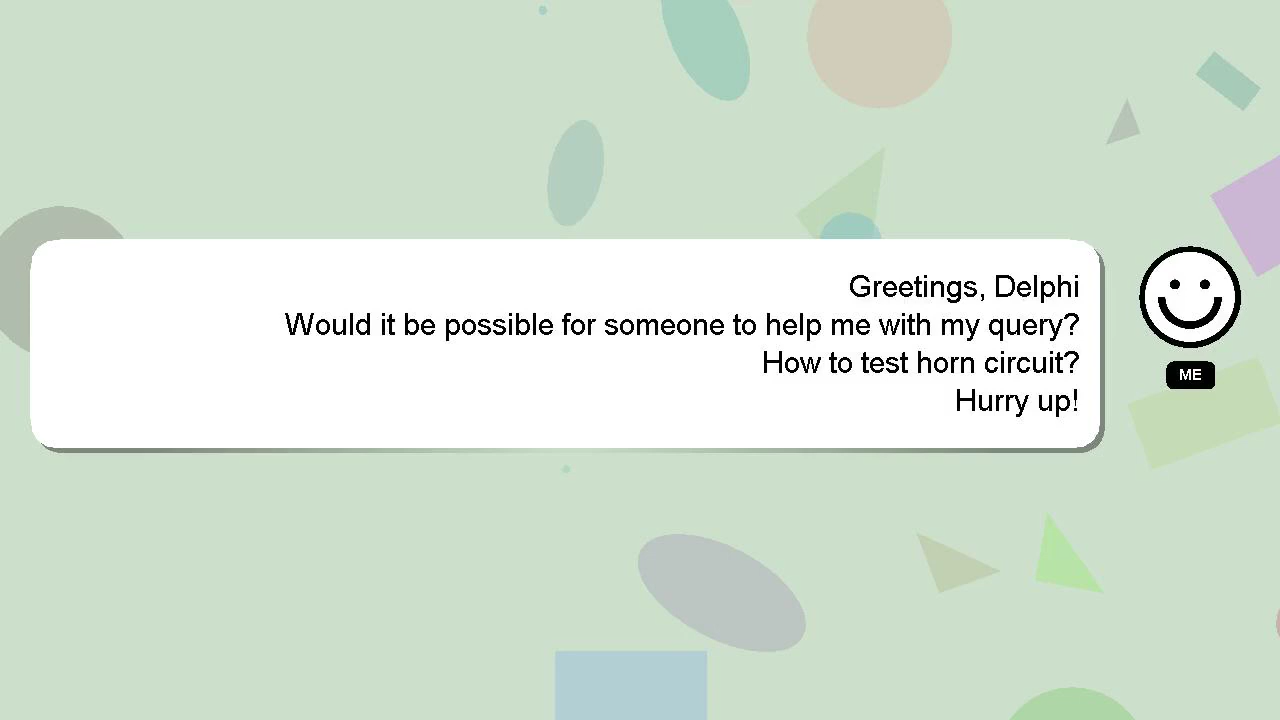 Greetings, Delphi
Would it be possible for someone to help me with my query?
How to test horn circuit?
Hurry up!
ME